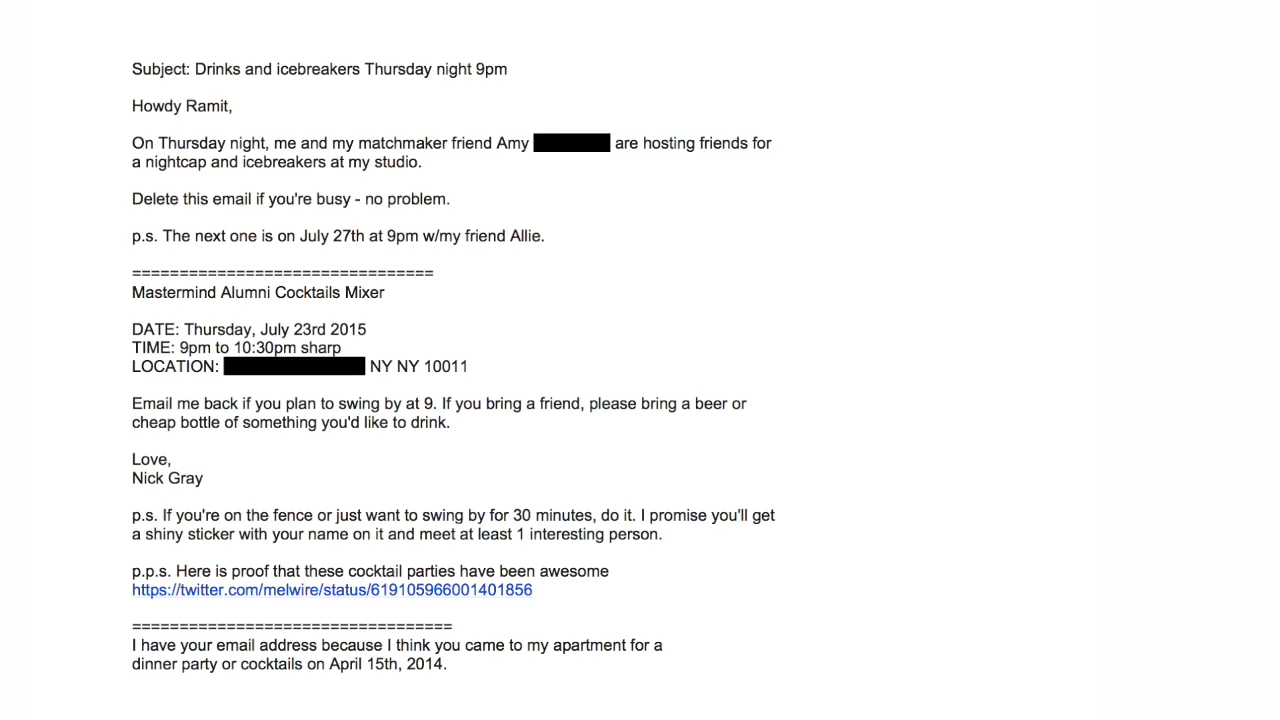 Subject: Drinks and icebreakers Thursday night 9pm
Howdy Ramit,
On Thursday night, me and my matchmaker friend Amy are hosting friends for
a nightcap and icebreakers at my studio.
Delete this email if you're busy - no problem.
p.s. The next one is on July 27th at 9pm w/my friend Allie.
================================
Mastermind Alumni Cocktails Mixer
DATE: Thursday, July 23rd 2015
TIME: 9pm to 10:30pm sharp
LOCATION: NY NY 10011
Email me back if you plan to swing by at 9. If you bring a friend, please bring a beer or
cheap bottle of something you'd like to drink.
Love,
Nick Gray
p.s. If you're on the fence or just want to swing by for 30 minutes, do it. I promise you'll get
a shiny sticker with your name on it and meet at least 1 interesting person.
p.p.s. Here is proof that these cocktail parties have been awesome
https://twitter.com/melwire/status/619105966001401856
==================================
I have your email address because I think you came to my apartment for a
dinner party or cocktails on April 15th, 2014.